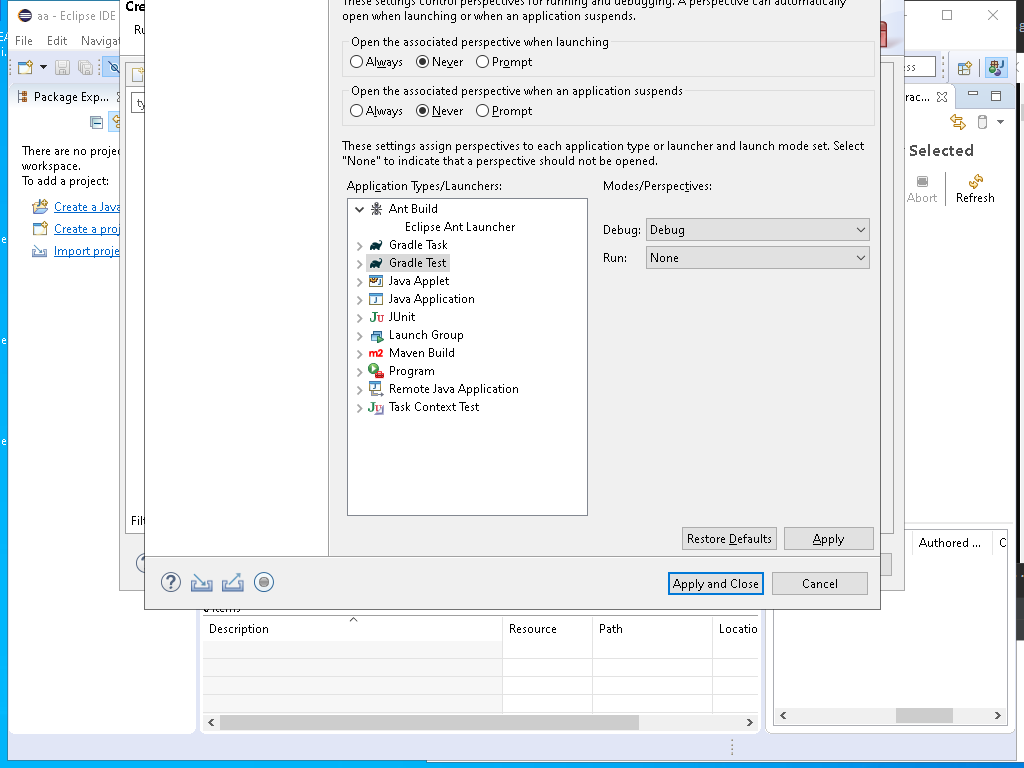 aa - Eclipse IDE
Cre
These settings control perspectives for running and debugging. A perspective can automatically
open when launching or when an application suspends.
File Edit Navigat
Ru
Open the associated perspective when launching
Always Never Prompt
Package Exp...
ty
Open the associated perspective when an application suspends
Always Never Prompt
rac...
There are no proje
workspace.
To add a project:
Create a Java
Create a proj
Import proje
These settings assign perspectives to each application type or launcher and launch mode set. Select
"None" to indicate that a perspective should not be opened.
Selected
Abort Refresh
Application Types/Launchers:
Modes/Perspectives:
Ant Build
Eclipse Ant Launcher
Gradle Task
Gradle Test
Java Applet
Java Application
JUnit
Launch Group
Maven Build
Program
Remote Java Application
Task Context Test
Debug: Debug
Run: None
Filt
Restore Defaults Apply
Authored ... C
Apply and Close Cancel
items
Description Resource Path Locatio